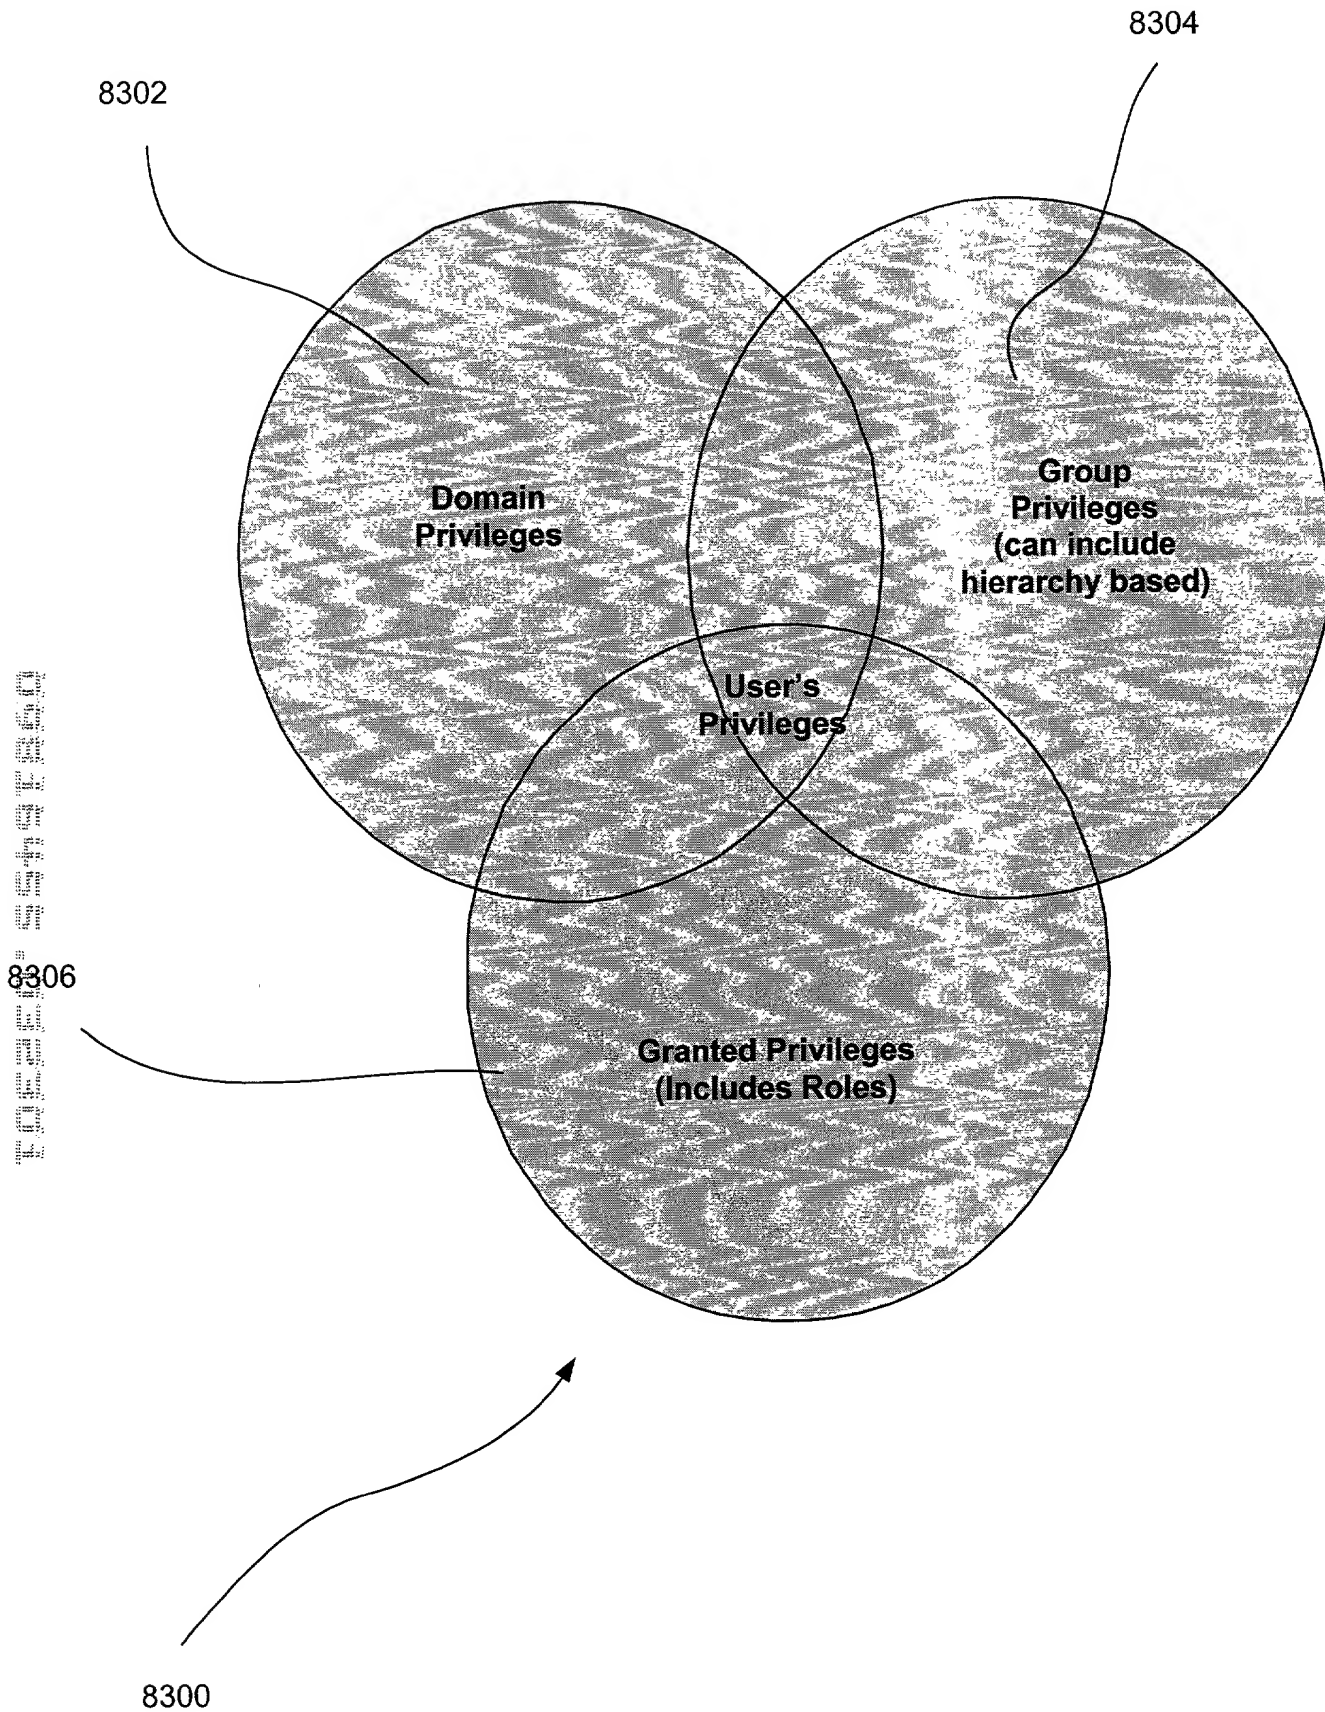 8304
8302
Domain
Privileges
Group
Privileges
(can include
hierarchy based)
User's
Privileges
8306
Granted Privileges
(Includes Roles)
8300